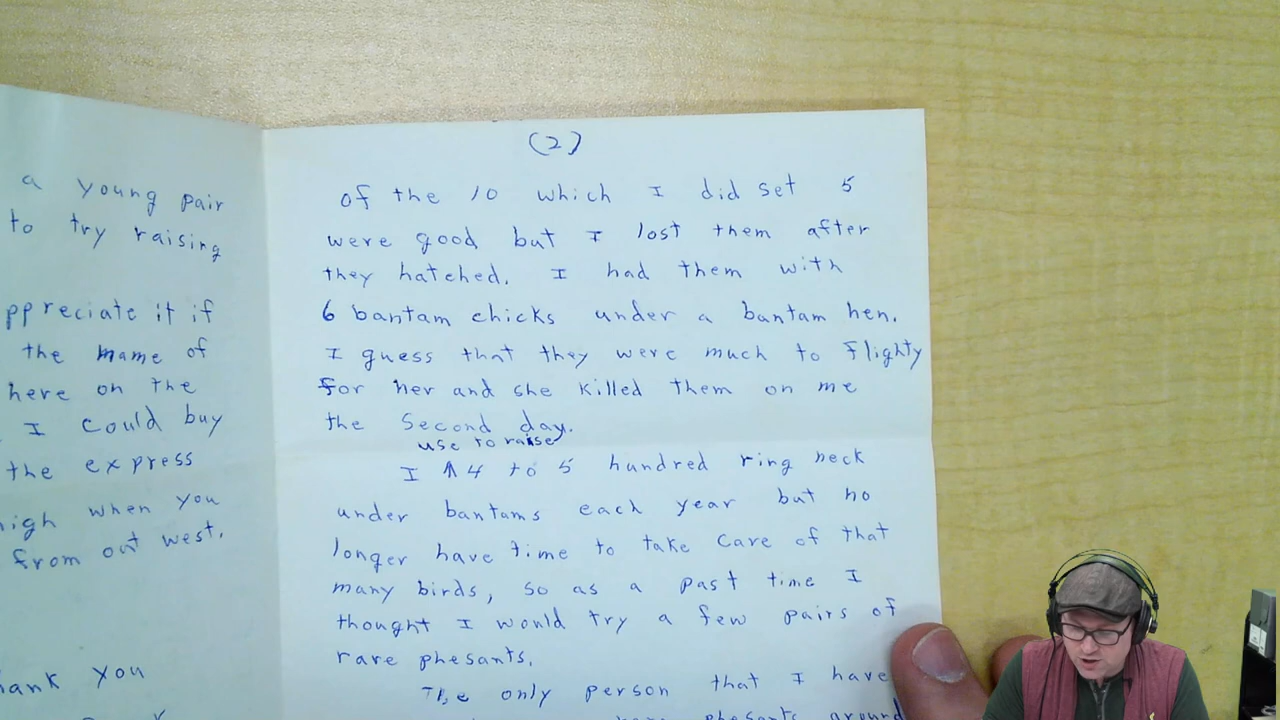 a young pair
to try raising
ppreciate it if
the name of
here on the
I could buy
the express
high when you
from out west.
hank you
(2)
of the 10 which I did set 5
were good but I lost them after
they hatched. I had them with
6 bantam chicks under a bantam hen.
I guess that they were much to flighty
for her and she killed them on me
the second day.
use to raise
I ↑ 4 to 5 hundred ring neck
under bantams each year but no
longer have time to take care of that
many birds, so as a past time I
thought I would try a few pairs of
rare phesants.
The only person that I have
phesants around